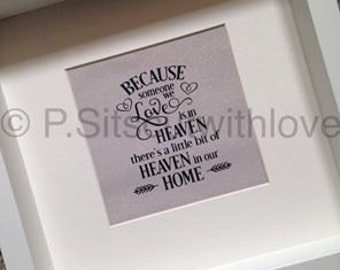 BECAUSE
someone
we
Love
is in
HEAVEN
there's a little bit of
HEAVEN in our
HOME
© P.Sits withlove